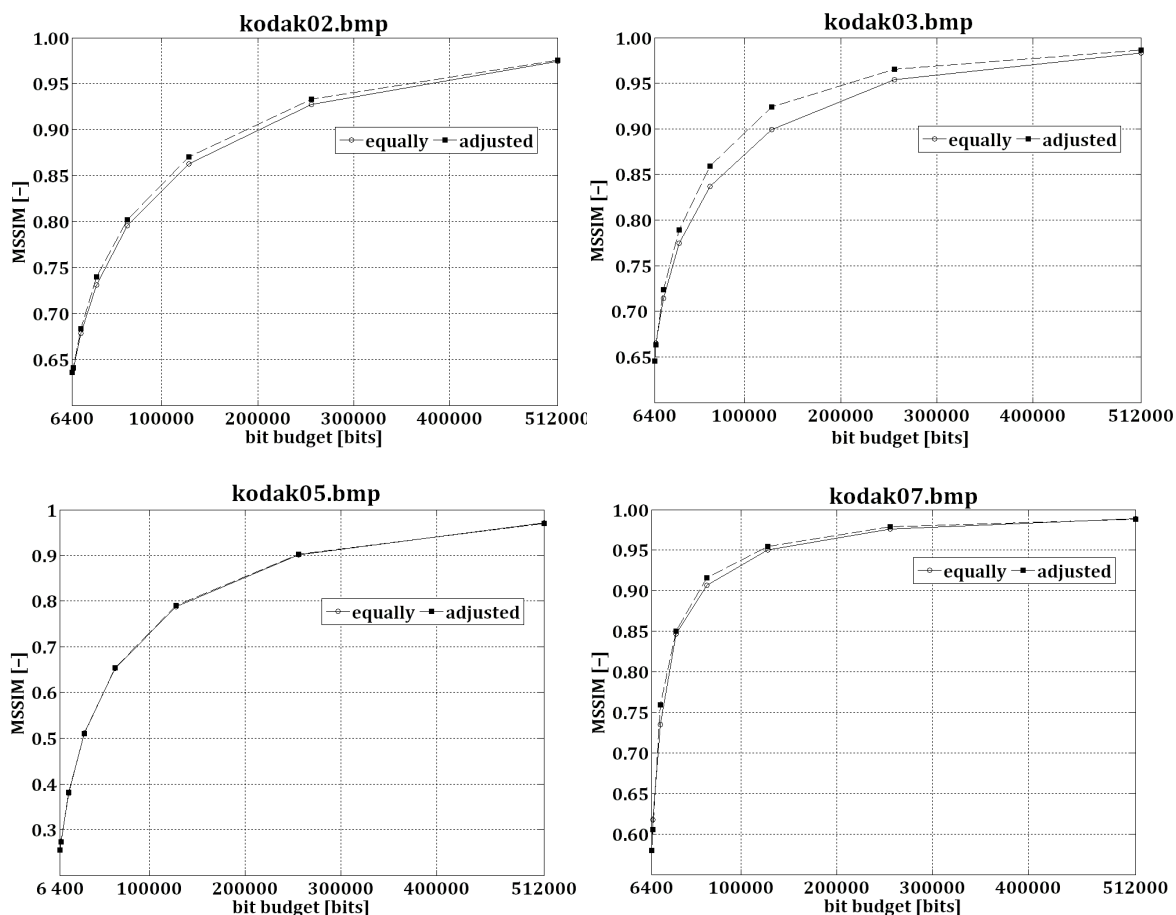 kodak02.bmp
1.00
0.95
0.90
0.85
0.80
0.75
0.70
0.65
MSSIM [–]
equally adjusted
6400 100000 200000 300000 400000 512000
bit budget [bits]
kodak03.bmp
1.00
0.95
0.90
0.85
0.80
0.75
0.70
0.65
MSSIM [–]
equally adjusted
6400 100000 200000 300000 400000 512000
bit budget [bits]
kodak05.bmp
1
0.9
0.8
0.7
0.6
0.5
0.4
0.3
MSSIM [–]
equally adjusted
6 4400 100000 200000 300000 400000 512000
bit budget [bits]
kodak07.bmp
1.00
0.95
0.90
0.85
0.80
0.75
0.70
0.65
0.60
MSSIM [–]
equally adjusted
6400 100000 200000 300000 400000 512000
bit budget [bits]